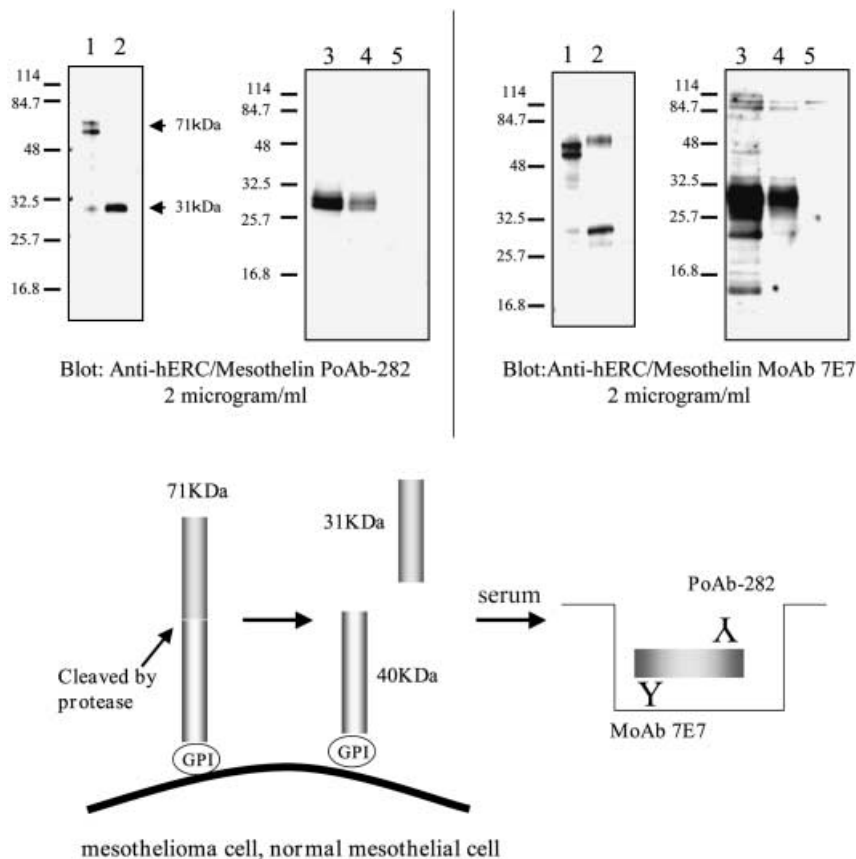 1 2
114
84.7
48
32.5
25.7
16.8
71kDa
31kDa
3 4 5
114
84.7
48
32.5
25.7
16.8
Blot: Anti-hERC/Mesothelin PoAb-282
2 microgram/ml
1 2
114
84.7
48
32.5
25.7
16.8
3 4 5
114
84.7
48
32.5
25.7
16.8
Blot:Anti-hERC/Mesothelin MoAb 7E7
2 microgram/ml
71KDa
Cleaved by
protease
GPI
31KDa
40KDa
GPI
serum
PoAb-282
Y
Y
MoAb 7E7
mesothelioma cell, normal mesothelial cell